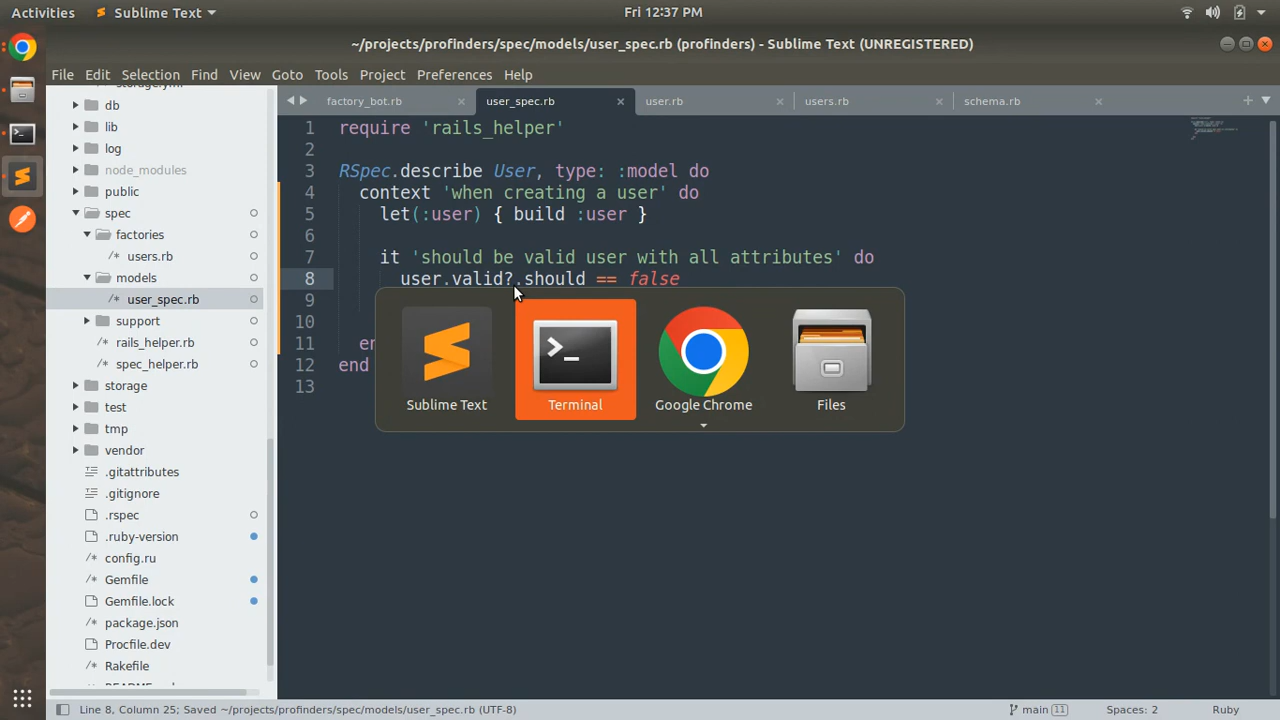 Activities
Sublime Text
Fri 12:37 PM
~/projects/profinders/spec/models/user_spec.rb (profinders) - Sublime Text (UNREGISTERED)
File Edit Selection Find View Goto Tools Project Preferences Help
factory_bot.rb
user_spec.rb
user.rb
users.rb
schema.rb
db
lib
log
node_modules
public
spec
factories
users.rb
models
user_spec.rb
support
rails_helper.rb
spec_helper.rb
storage
test
tmp
vendor
.gitattributes
.gitignore
.rspec
.ruby-version
config.ru
Gemfile
Gemfile.lock
package.json
Procfile.dev
Rakefile
1 require 'rails_helper'
2
3 RSpec.describe User, type: :model do
4 context 'when creating a user' do
5 let(:user) { build :user }
6
7 it 'should be valid user with all attributes' do
8 user.valid?.should == false
9
10
11 en
12 end
13
Sublime Text
Terminal
Google Chrome
Files
Line 8, Column 25; Saved ~/projects/profinders/spec/models/user_spec.rb (UTF-8)
main 11
Spaces: 2
Ruby